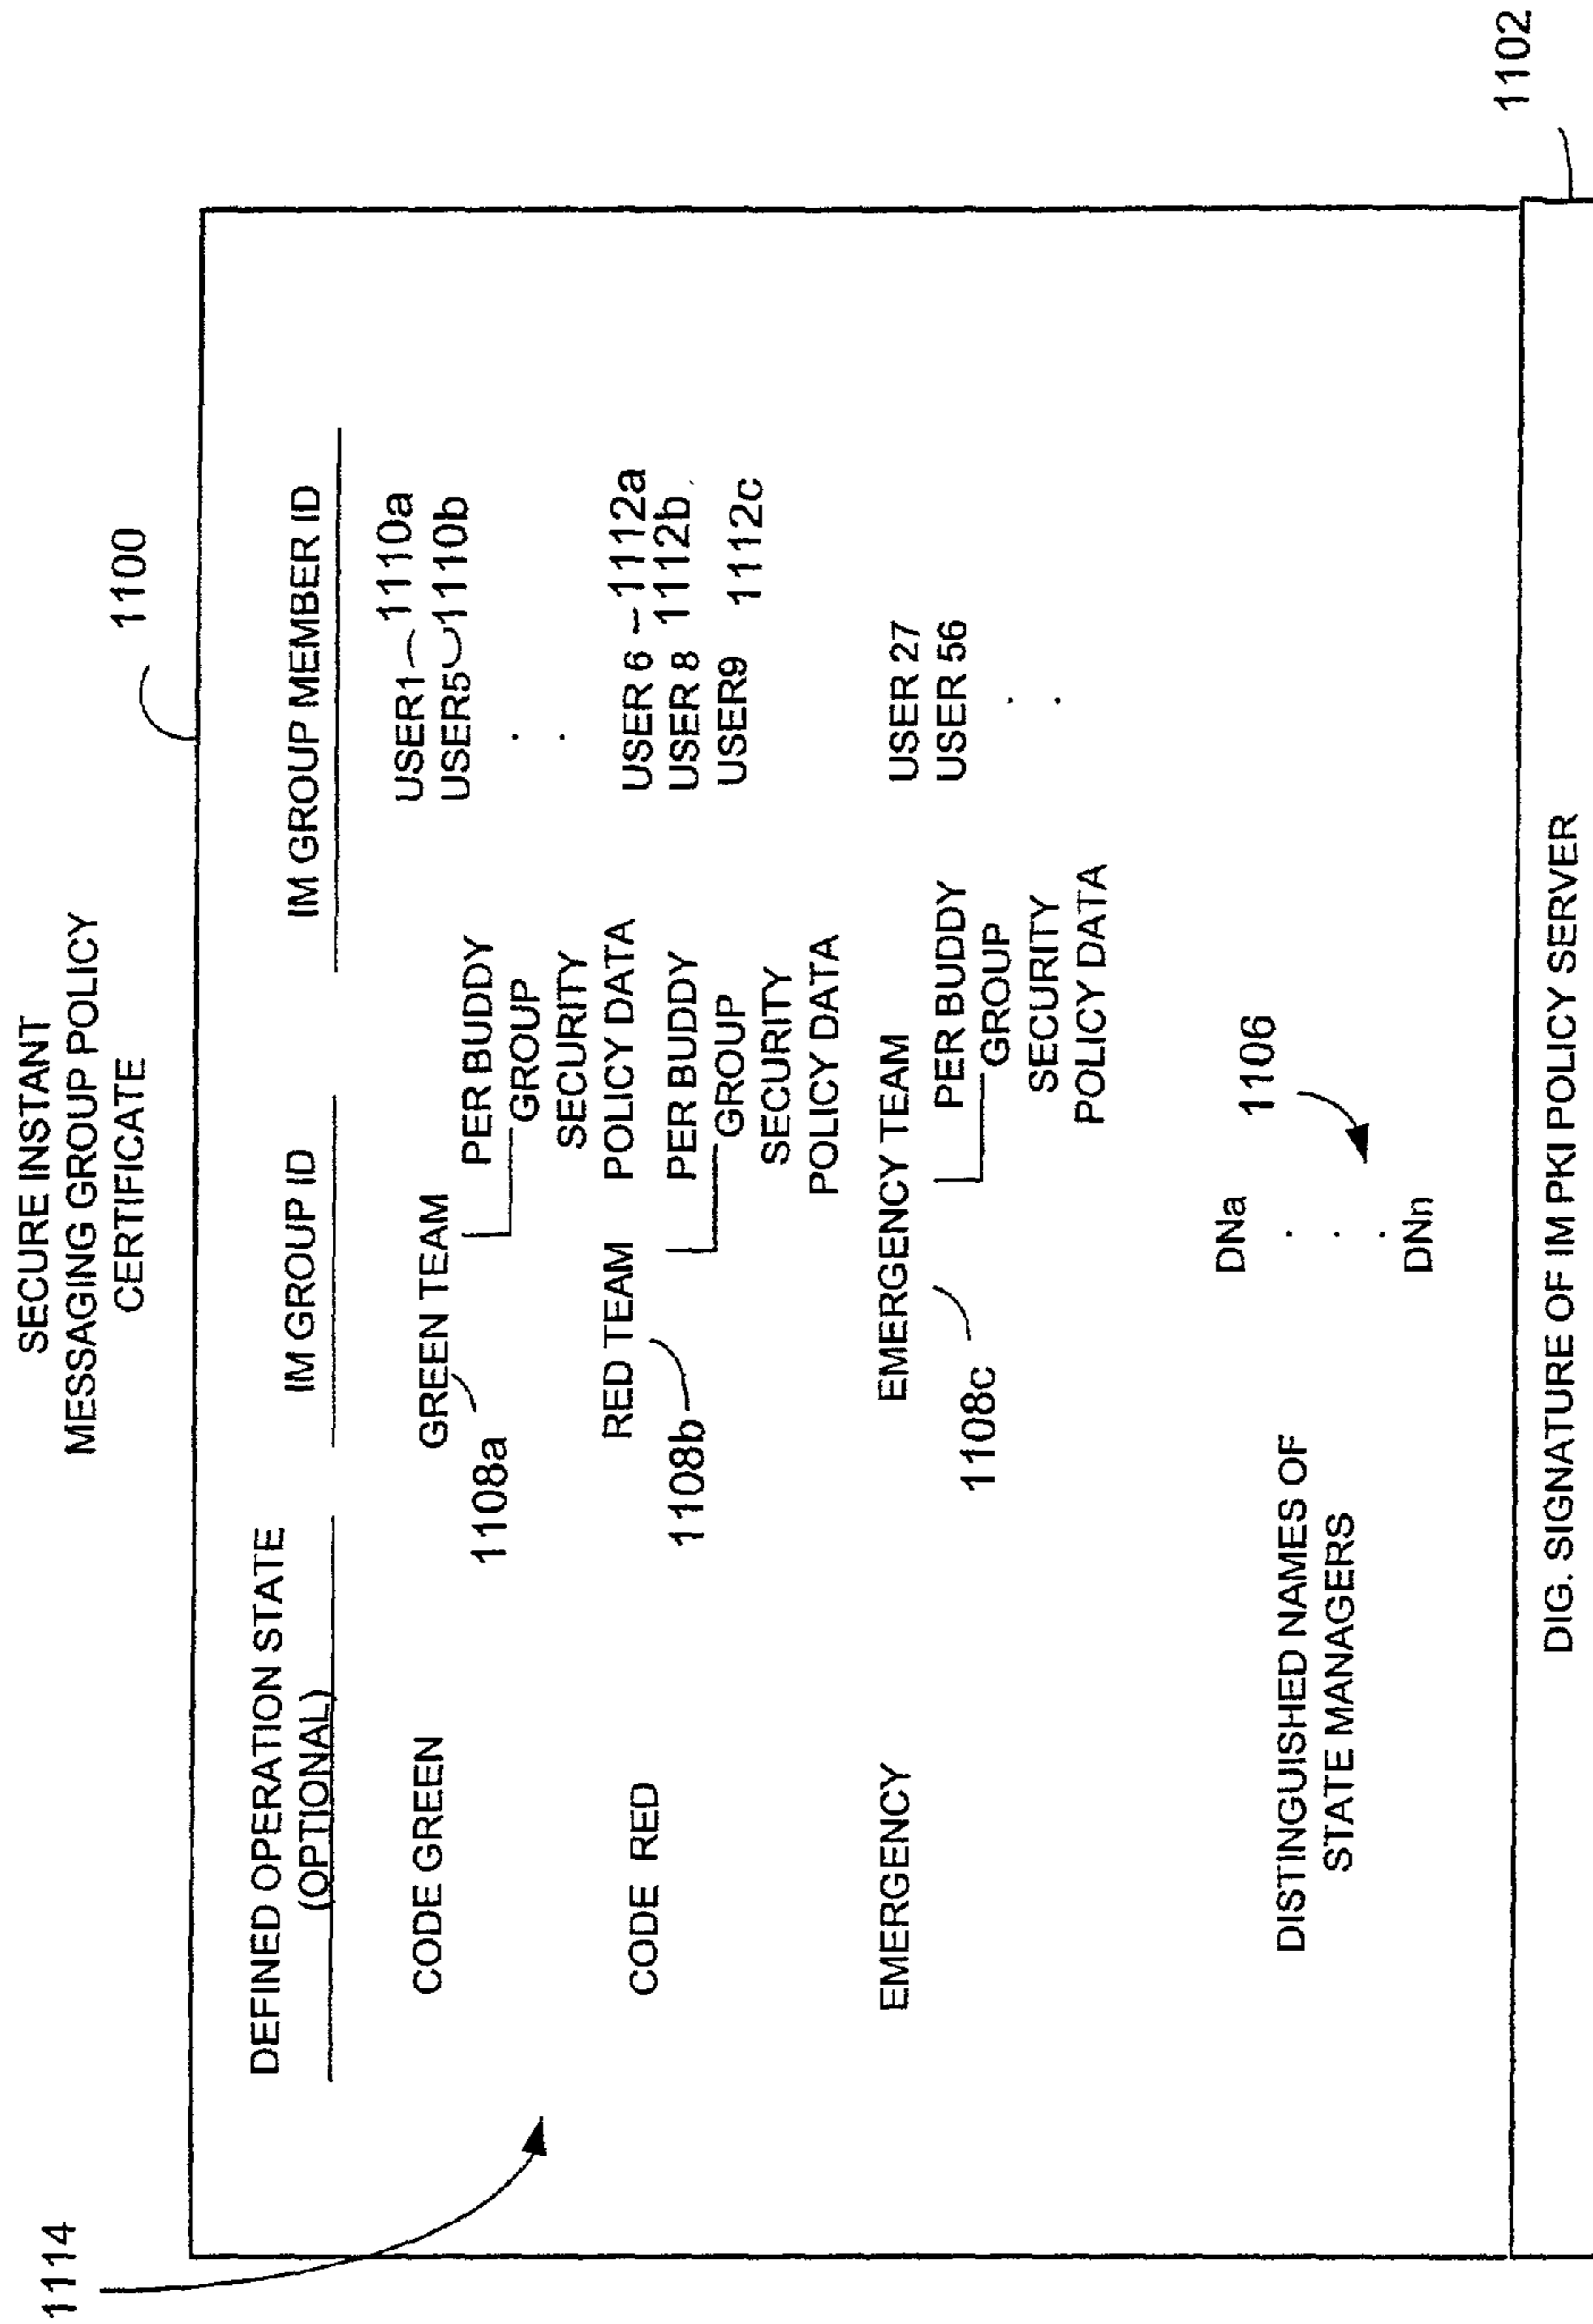 SECURE INSTANT
MESSAGING GROUP POLICY
CERTIFICATE
1100
1114
DEFINED OPERATION STATE
(OPTIONAL)
IM GROUP ID
IM GROUP MEMBER ID
CODE GREEN
GREEN TEAM
1108a
PER BUDDY
GROUP
SECURITY
POLICY DATA
USER1 1110a
USER5 1110b
.
.
CODE RED
RED TEAM
1108b
PER BUDDY
GROUP
SECURITY
POLICY DATA
USER 6 1112a
USER 8 1112b
USER9 1112c
EMERGENCY
EMERGENCY TEAM
1108c
PER BUDDY
GROUP
SECURITY
POLICY DATA
USER 27
USER 56
.
.
DISTINGUISHED NAMES OF
STATE MANAGERS
DNa
.
.
.
DNn
1106
DIG. SIGNATURE OF IM PKI POLICY SERVER
1102